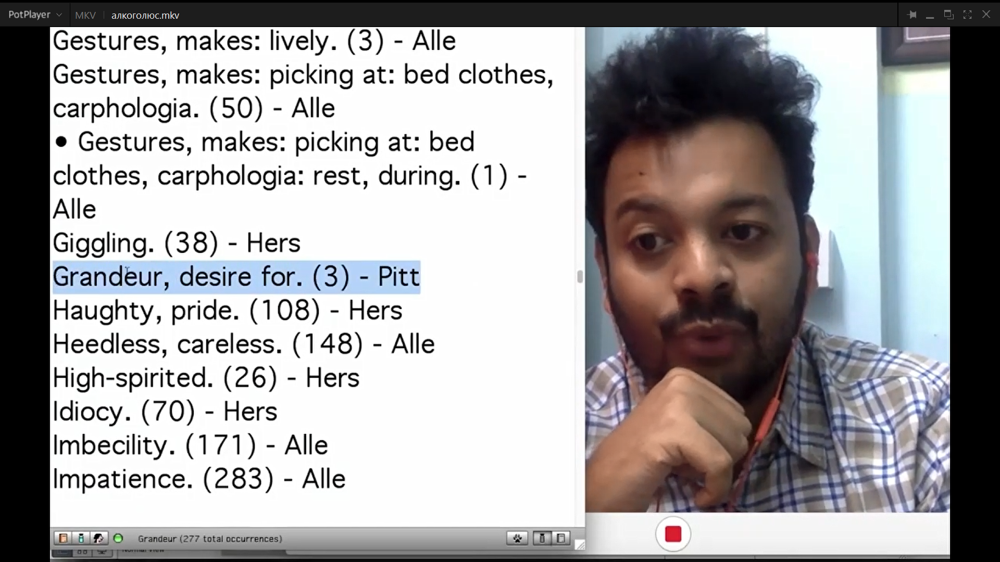 PotPlayer MKV алкоголюс.mkv
Gestures, makes: lively. (3) - Alle
Gestures, makes: picking at: bed clothes,
carphologia. (50) - Alle
● Gestures, makes: picking at: bed
clothes, carphologia: rest, during. (1) -
Alle
Giggling. (38) - Hers
Grandeur, desire for. (3) - Pitt
Haughty, pride. (108) - Hers
Heedless, careless. (148) - Alle
High-spirited. (26) - Hers
Idiocy. (70) - Hers
Imbecility. (171) - Alle
Impatience. (283) - Alle
Grandeur (277 total occurrences)
Normal View